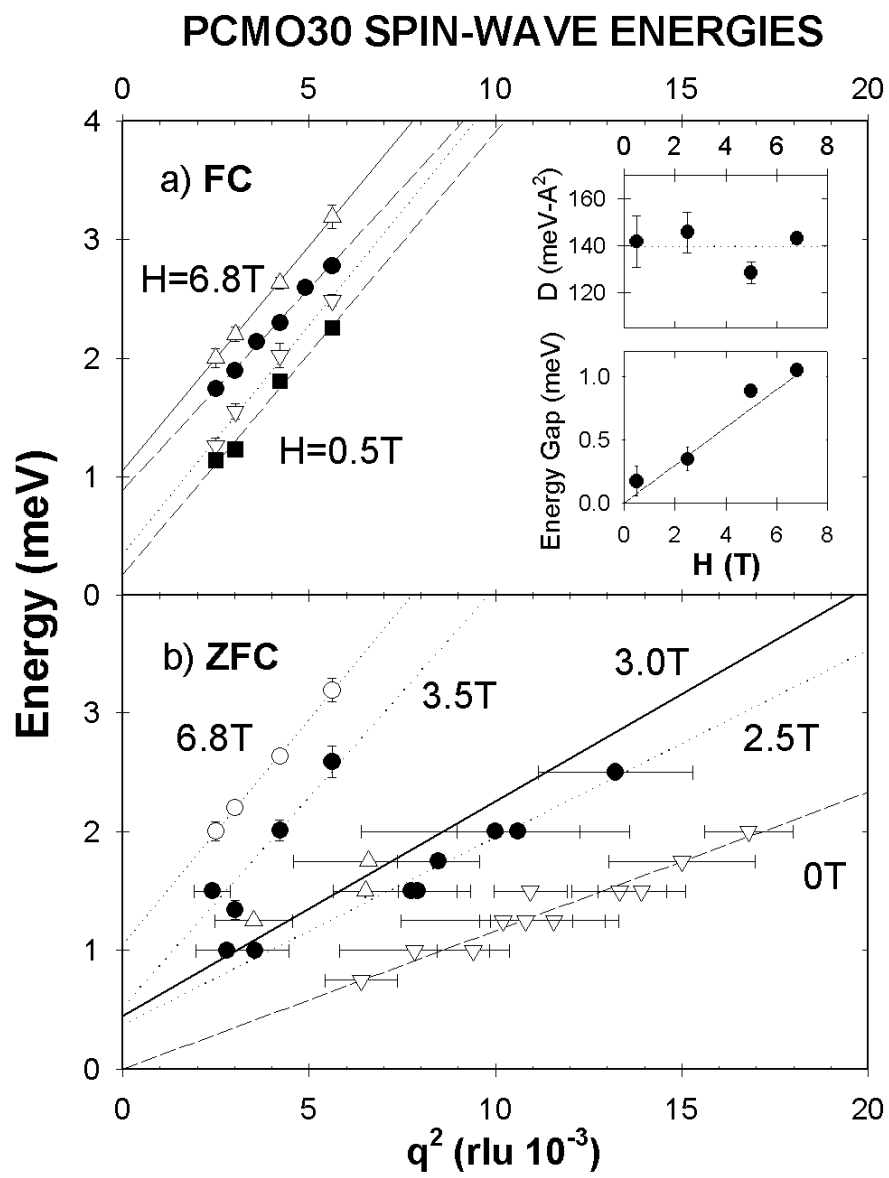 PCMO30 SPIN-WAVE ENERGIES
0 5 10 15 20
4
3
2
1
0
a) FC
H=6.8T
H=0.5T
0 2 4 6 8
160
140
120
D (meV-A²)
1.0
0.5
0.0
Energy Gap (meV)
0 2 4 6 8
H (T)
Energy (meV)
b) ZFC
3
2
1
0
6.8T
3.5T
3.0T
2.5T
0T
0 5 10 15 20
q² (rlu 10⁻³)